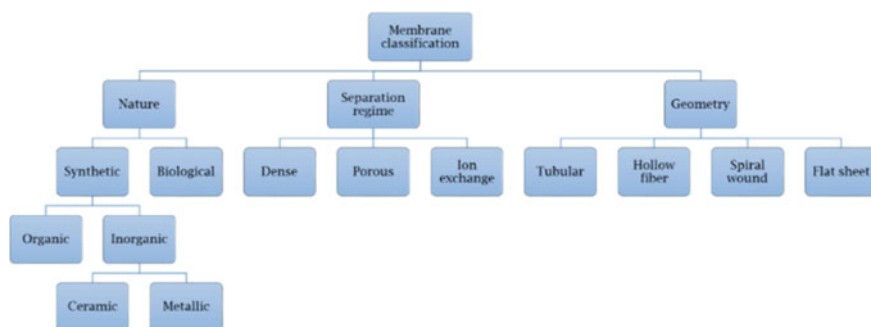 Membrane
classification
Nature
Separation
regime
Geometry
Synthetic
Biological
Dense
Porous
Ion
exchange
Tubular
Hollow
fiber
Spiral
wound
Flat sheet
Organic
Inorganic
Ceramic
Metallic